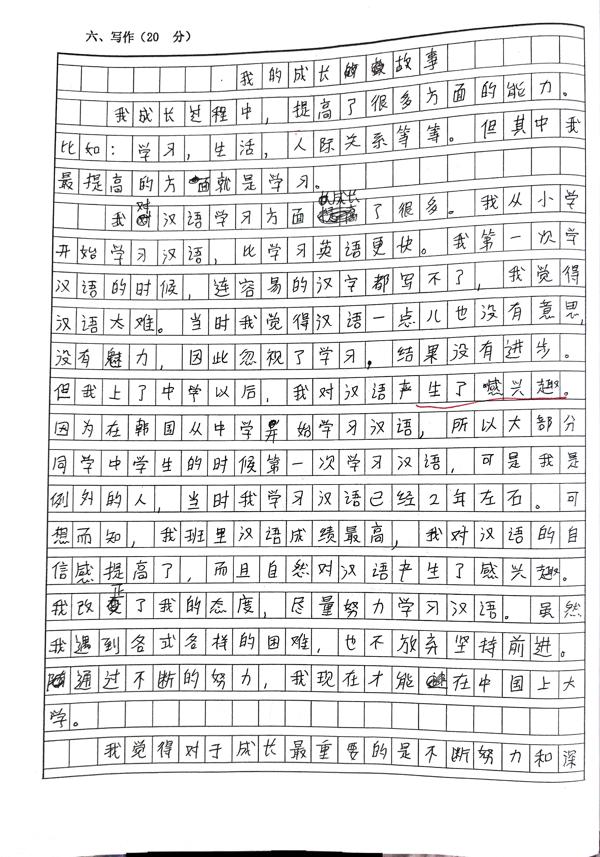 六、写作（20 分）
我的成长的故事
我成长过程中，提高了很多方面的能力。
比如：学习，生活，人际关系等等。但其中我
最提高的方面就是学习。
我对汉语学习方面成长了很多。我从小学
开始学习汉语，比学习英语更快。我第一次学
汉语的时候，连容易的汉字都写不了，我觉得
汉语太难。当时我觉得汉语一点儿也没有意思，
没有魅力，因此忽视了学习，结果没有进步。
但我上了中学以后，我对汉语产生了感兴趣。
因为在韩国从中学开始学习汉语，所以大部分
同学中学生的时候第一次学习汉语，可是我是
例外的人，当时我学习汉语已经2年左右。可
想而知，我班里汉语成绩最高，我对汉语的自
信感提高了，而且自然对汉语产生了感兴趣。
我改正了我的态度，尽量努力学习汉语。虽然
我遇到各式各样的困难，也不放弃坚持前进。
通过不断的努力，我现在才能在中国上大
学。
我觉得对于成长最重要的是不断努力和深